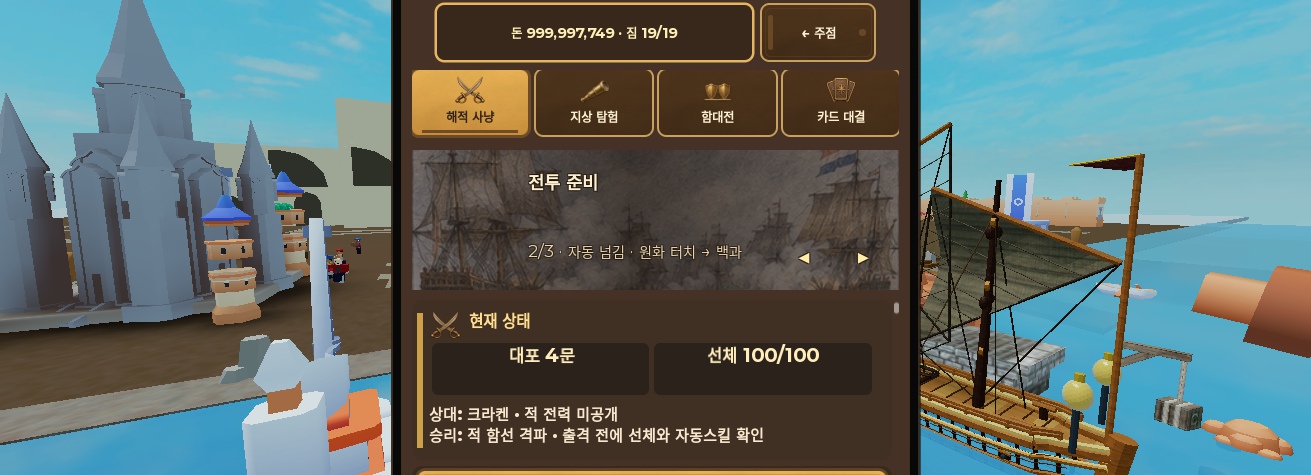 돈 999,997,749 · 짐 19/19
← 주점
해적 사냥
지상 탐험
함대전
카드 대결
전투 준비
2/3 · 자동 넘김 · 원화 터치 → 백과
◀ ▶
현재 상태
대포 4문
선체 100/100
상대: 크라켄 • 적 전력 미공개
승리: 적 함선 격파 • 출격 전에 선체와 자동스킬 확인